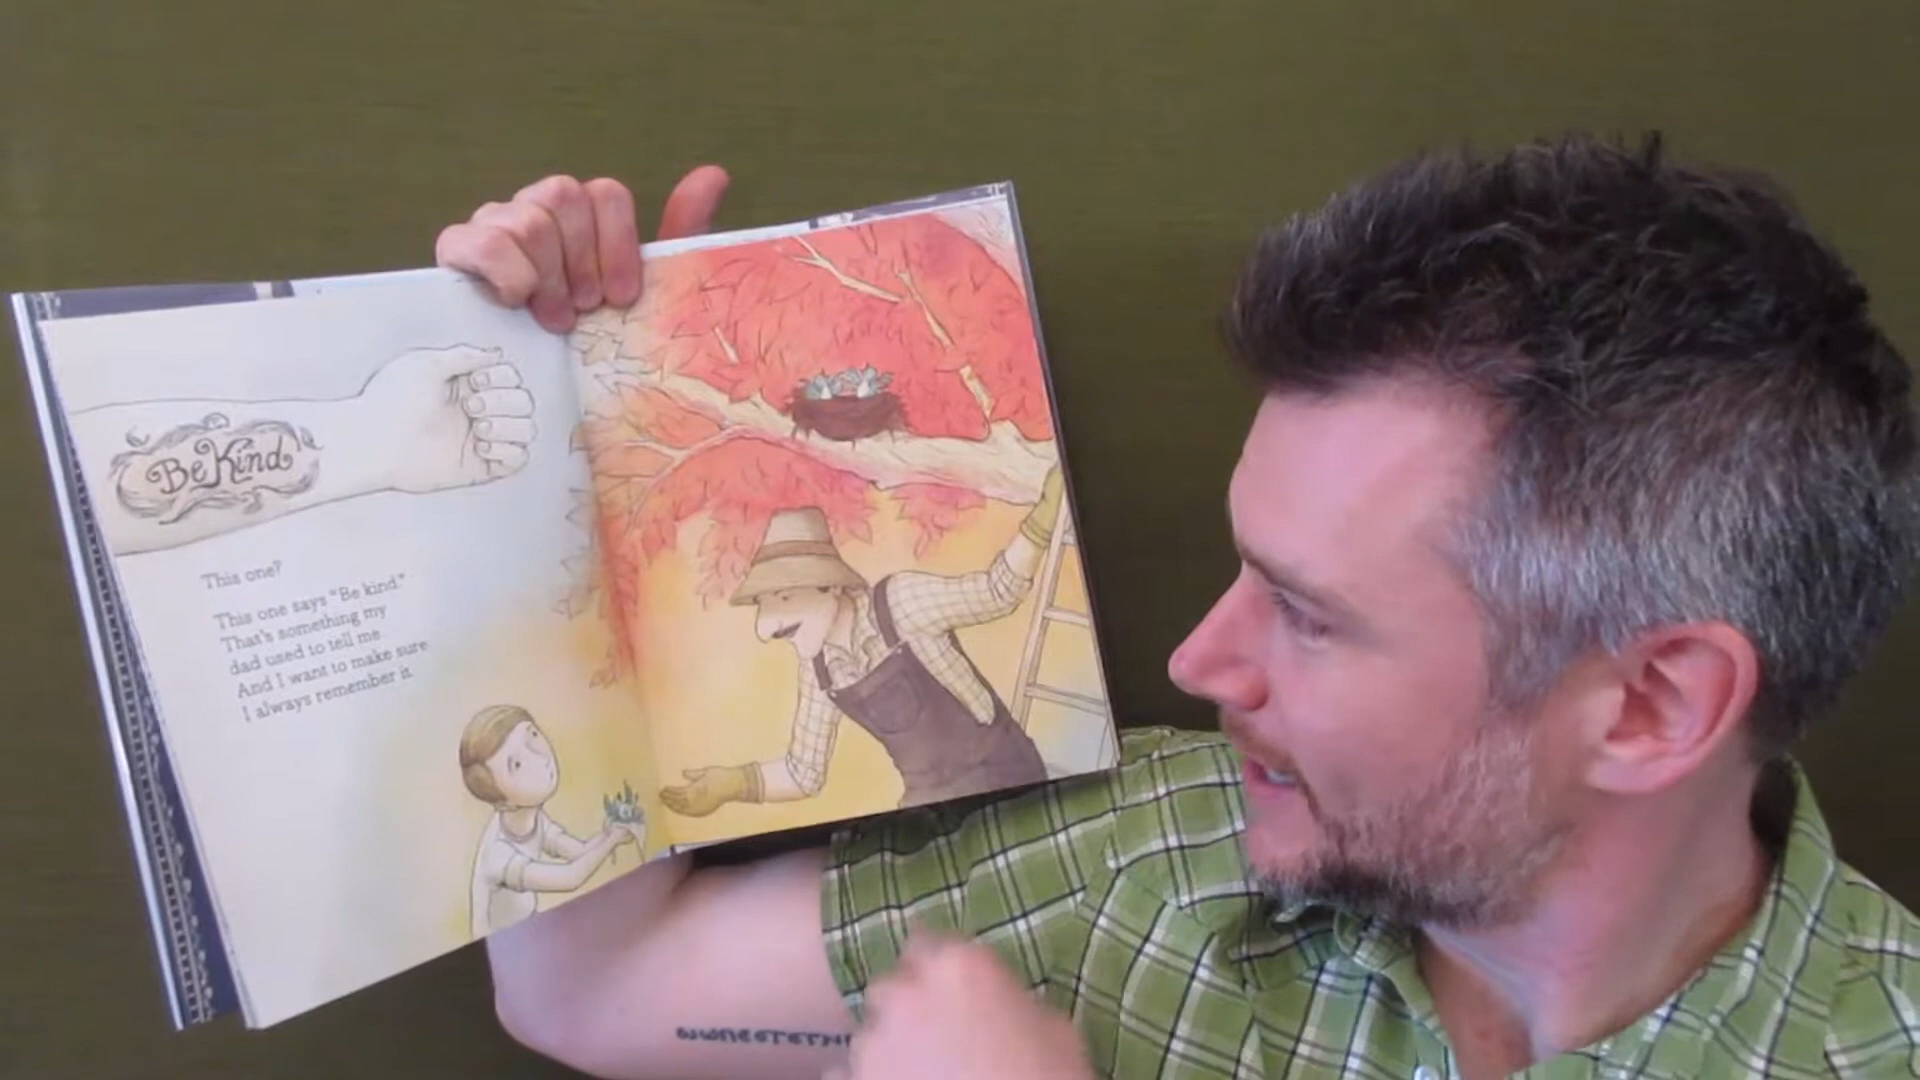 Be Kind
This one?
This one says "Be kind."
That's something my
dad used to tell me.
And I want to make sure
I always remember it.